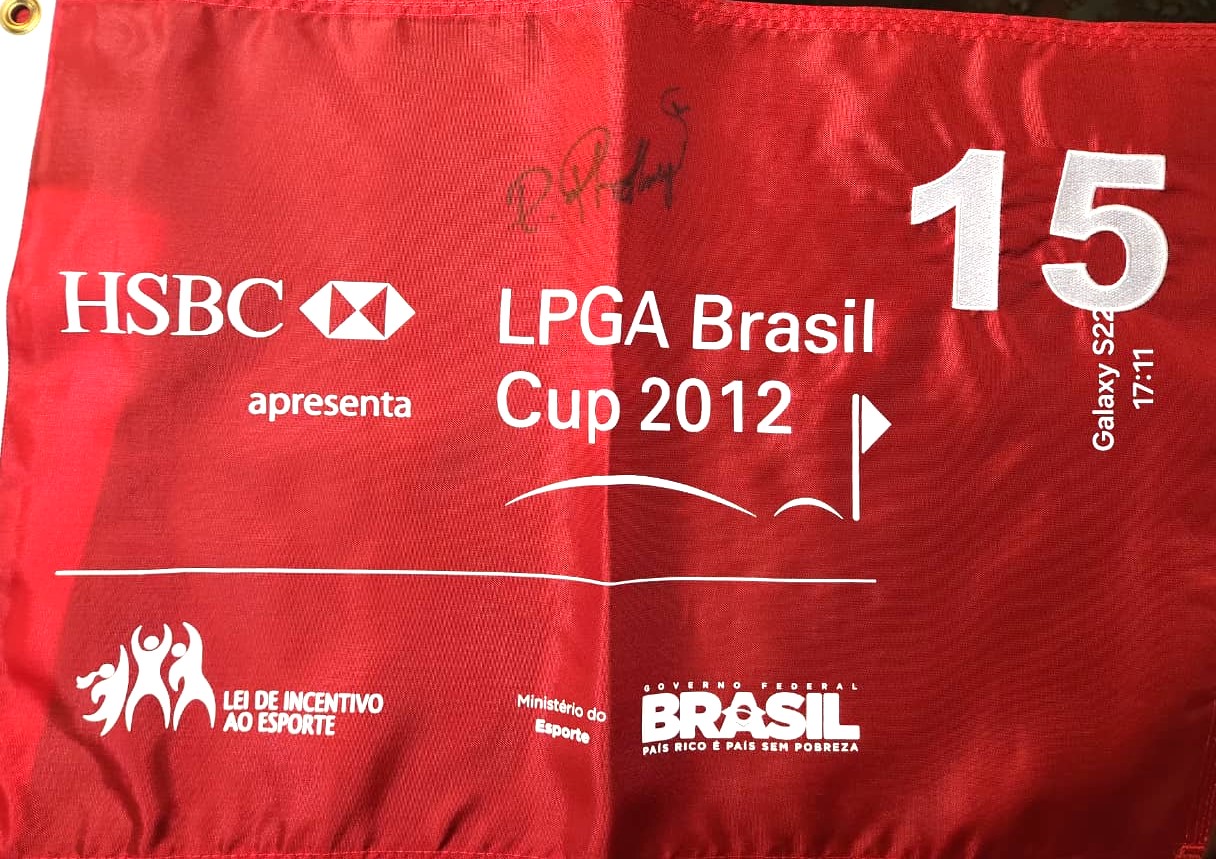 15
HSBC
apresenta
LPGA Brasil
Cup 2012
Galaxy S22
17:11
LEI DE INCENTIVO
AO ESPORTE
Ministério do
Esporte
GOVERNO FEDERAL
BRASIL
PAÍS RICO É PAÍS SEM POBREZA